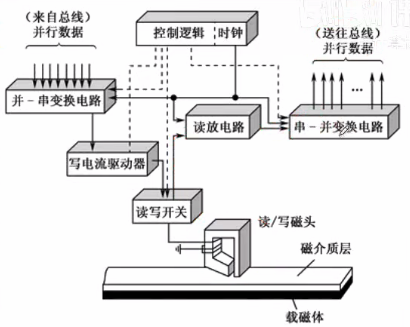 (来自总线)
并行数据
控制逻辑 时钟
(送往总线)
并行数据
并-串变换电路
读放电路
串-并变换电路
写电流驱动器
读写开关
读/写磁头
磁介质层
载磁体